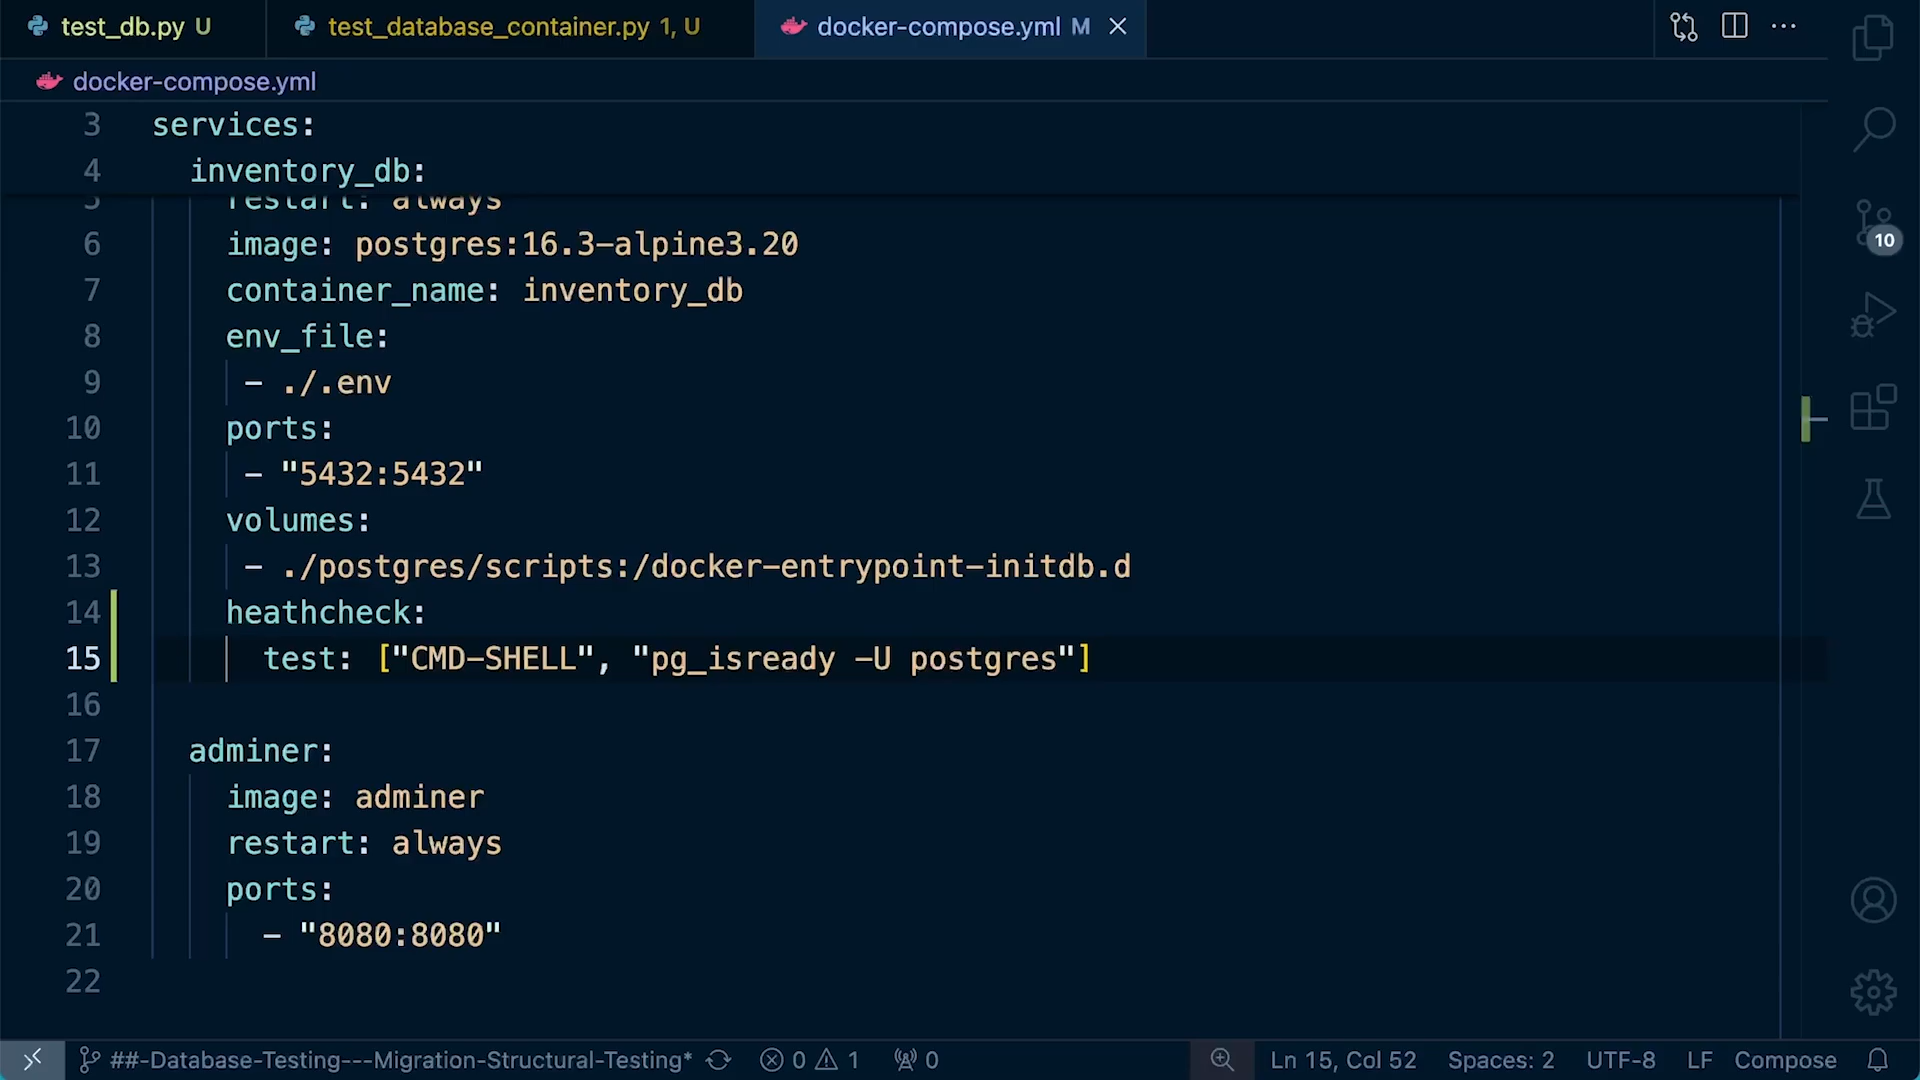 test_db.py U
test_database_container.py 1, U
docker-compose.yml M
docker-compose.yml
3 services:
4 inventory_db:
5 restart: always
6 image: postgres:16.3-alpine3.20
7 container_name: inventory_db
8 env_file:
9 - ./.env
10 ports:
11 - "5432:5432"
12 volumes:
13 - ./postgres/scripts:/docker-entrypoint-initdb.d
14 heathcheck:
15 test: ["CMD-SHELL", "pg_isready -U postgres"]
16
17 adminer:
18 image: adminer
19 restart: always
20 ports:
21 - "8080:8080"
22
10
##-Database-Testing---Migration-Structural-Testing* 0 1 0 Ln 15, Col 52 Spaces: 2 UTF-8 LF Compose